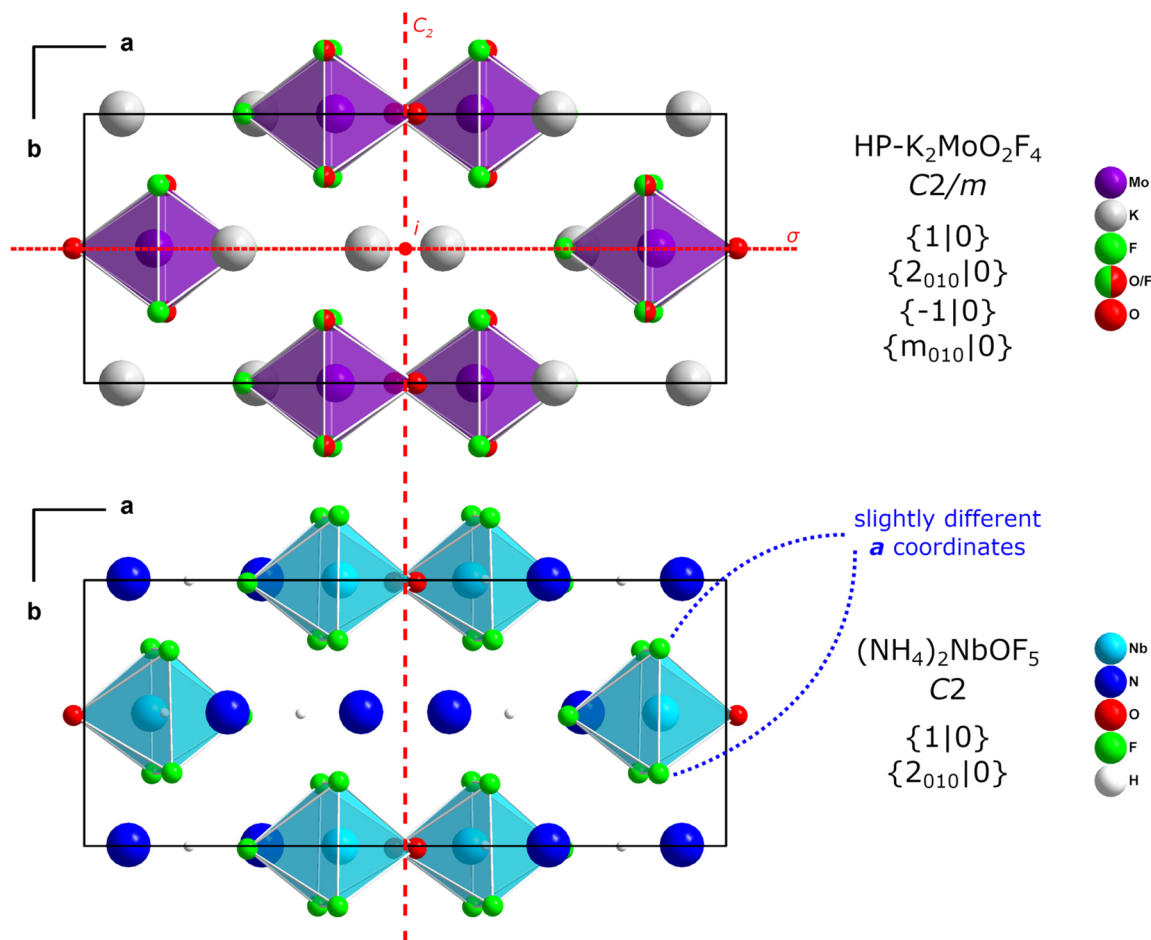 C₂
a
b
i
σ
HP-K₂MoO₂F₄
C2/m
{1|0}
{2₀₁₀|0}
{-1|0}
{m₀₁₀|0}
Mo
K
F
O/F
O
a
b
slightly different
a coordinates
(NH₄)₂NbOF₅
C2
{1|0}
{2₀₁₀|0}
Nb
N
O
F
H